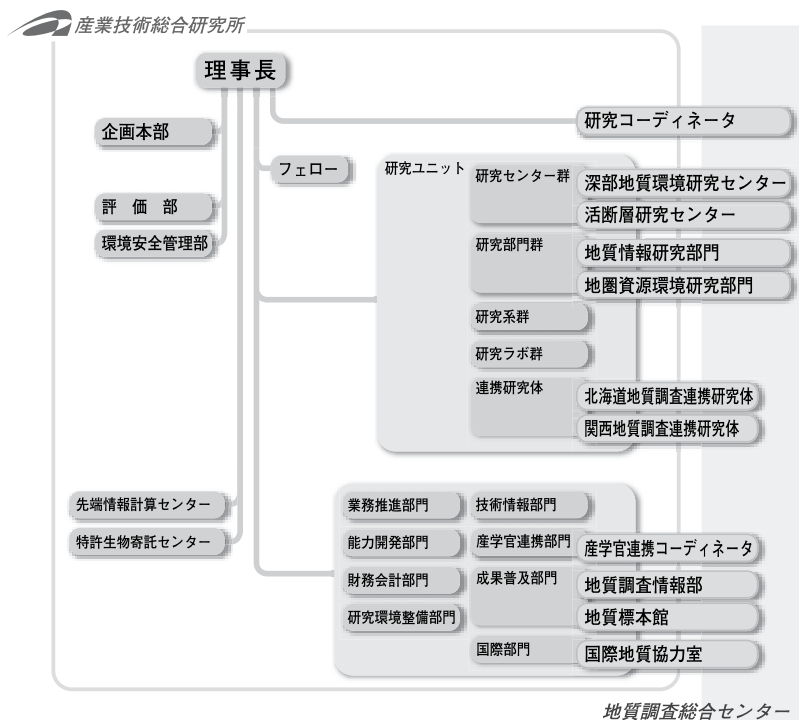 産業技術総合研究所
理事長
研究コーディネータ
企画本部
フェロー
評 価 部
環境安全管理部
研究ユニット
研究センター群
深部地質環境研究センター
活断層研究センター
研究部門群
地質情報研究部門
地圏資源環境研究部門
研究系群
研究ラボ群
連携研究体
北海道地質調査連携研究体
関西地質調査連携研究体
先端情報計算センター
特許生物寄託センター
業務推進部門
技術情報部門
能力開発部門
産学官連携部門
産学官連携コーディネータ
財務会計部門
成果普及部門
地質調査情報部
地質標本館
研究環境整備部門
国際部門
国際地質協力室
地質調査総合センター